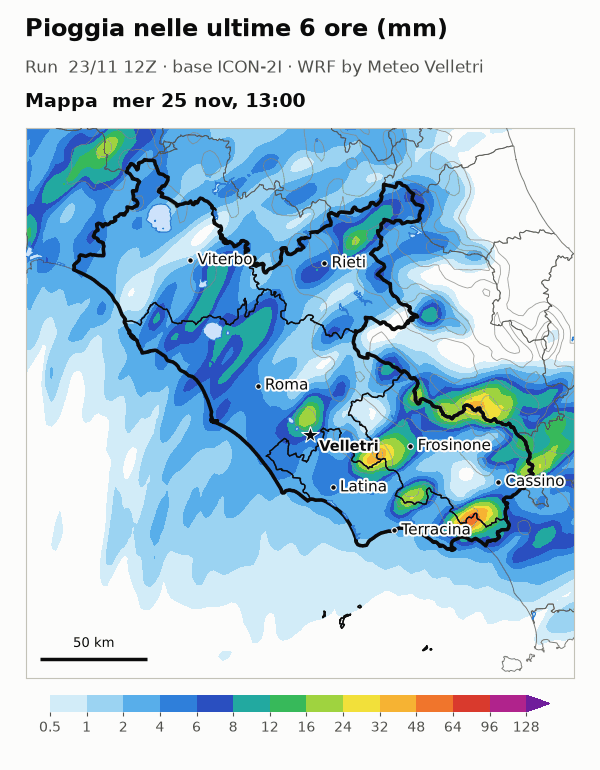 Pioggia nelle ultime 6 ore (mm)
Run  23/11 12Z · base ICON-2I · WRF by Meteo Velletri
Mappa  mer 25 nov, 13:00
Viterbo
Rieti
Roma
Velletri
Frosinone
Cassino
Latina
Terracina
50 km
0.5 1 2 4 6 8 12 16 24 32 48 64 96 128